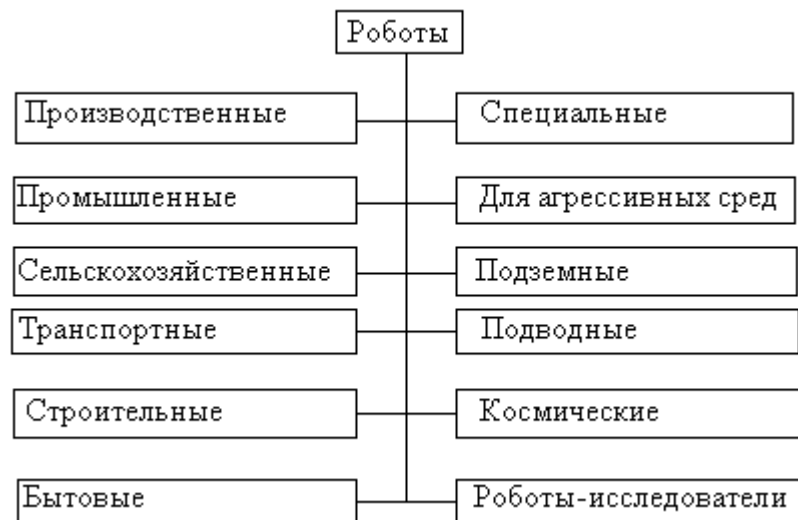 Роботы
Производственные
Специальные
Промышленные
Для агрессивных сред
Сельскохозяйственные
Подземные
Транспортные
Подводные
Строительные
Космические
Бытовые
Роботы-исследователи